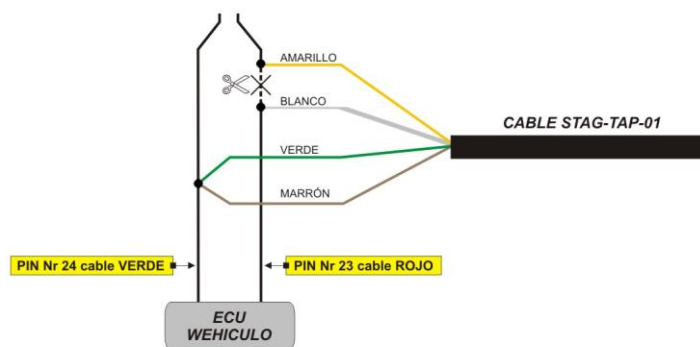 AMARILLO
BLANCO
CABLE STAG-TAP-01
VERDE
MARRÓN
PIN Nr 24 cable VERDE
PIN Nr 23 cable ROJO
ECU
WEHICULO